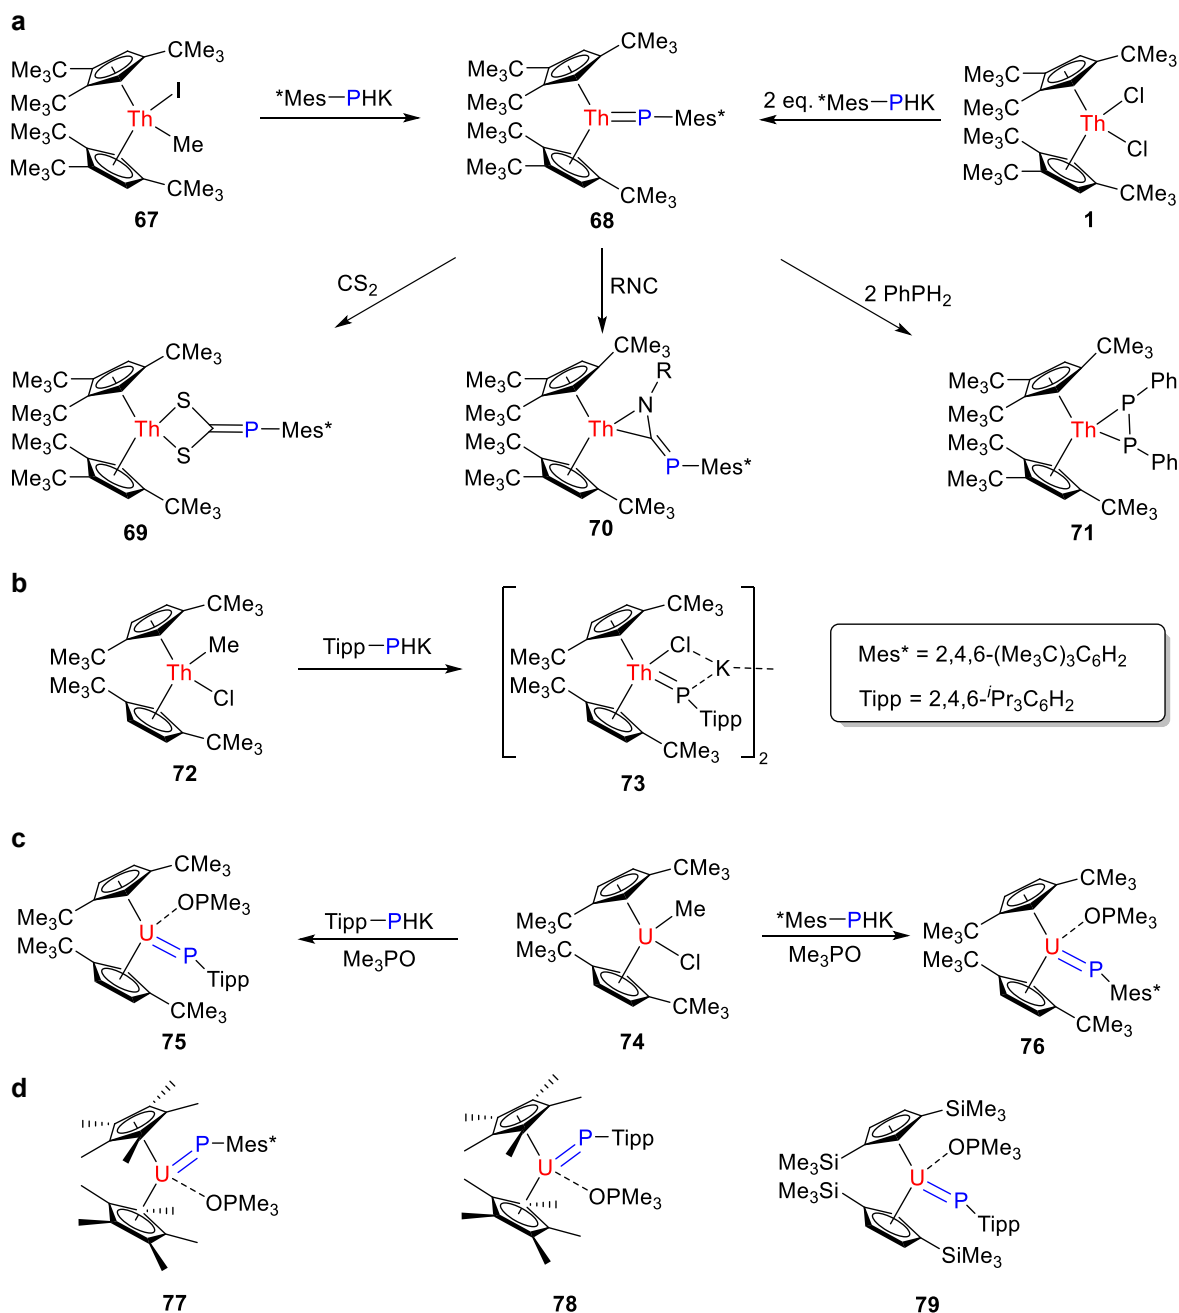 a
CMe3
Me3C
Me3C
Me3C
Me3C
CMe3
Th
I
Me
67
*Mes–PHK
CMe3
Me3C
Me3C
Me3C
Me3C
CMe3
Th=P–Mes*
68
2 eq. *Mes–PHK
CMe3
Me3C
Me3C
Me3C
Me3C
CMe3
Th
Cl
Cl
1
CS2
RNC
2 PhPH2
CMe3
Me3C
Me3C
Me3C
Me3C
CMe3
Th
S
S
P–Mes*
69
CMe3
Me3C
Me3C
Me3C
Me3C
CMe3
Th
N
R
P–Mes*
70
CMe3
Me3C
Me3C
Me3C
Me3C
CMe3
Th
P
Ph
P
Ph
71
b
CMe3
Me3C
Me3C
CMe3
Th
Me
Cl
72
Tipp–PHK
CMe3
Me3C
Me3C
CMe3
Th
Cl
K
P
Tipp
2
73
Mes* = 2,4,6-(Me3C)3C6H2
Tipp = 2,4,6-iPr3C6H2
c
CMe3
Me3C
Me3C
CMe3
U
OPMe3
P
Tipp
75
Tipp–PHK
Me3PO
CMe3
Me3C
Me3C
CMe3
U
Me
Cl
74
*Mes–PHK
Me3PO
CMe3
Me3C
Me3C
CMe3
U
OPMe3
P
Mes*
76
d
P–Mes*
U
OPMe3
77
P–Tipp
U
OPMe3
78
SiMe3
Me3Si
Me3Si
SiMe3
U
OPMe3
P
Tipp
79